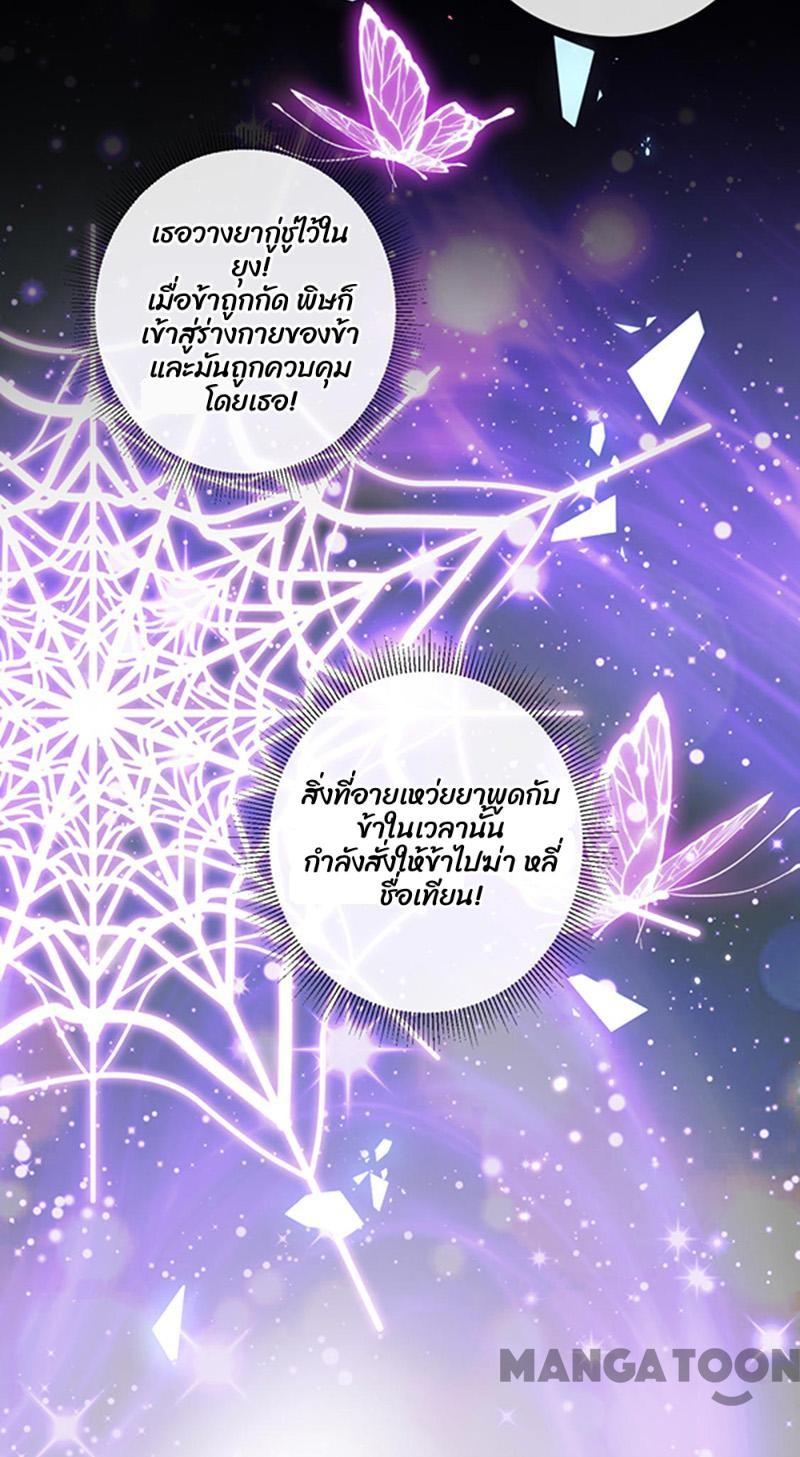 เธอวางยากู่ชู่ไว้ใน
ยุง!
เมื่อข้าถูกกัด พิษก็
เข้าสู่ร่างกายของข้า
และมันถูกควบคุม
โดยเธอ!
สิ่งที่อายเหว่ยยาพูดกับ
ข้าในเวลานั้น
กำลังสั่งให้ข้าไปฆ่า หลี่
ชื่อเทียน!
MANGATOON